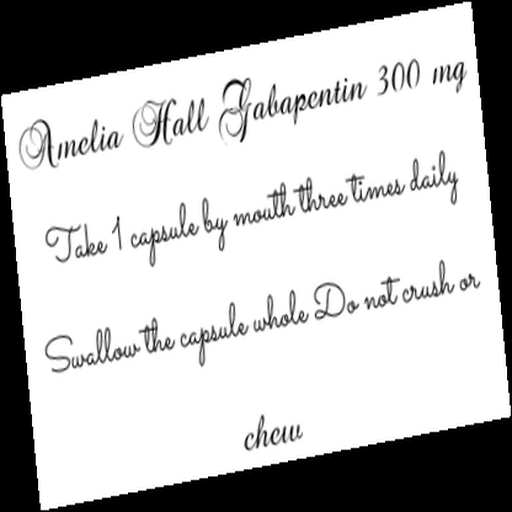 Amelia Hall Gabapentin 300 mg
Take 1 capsule by mouth three times daily
Swallow the capsule whole Do not crush or
chew